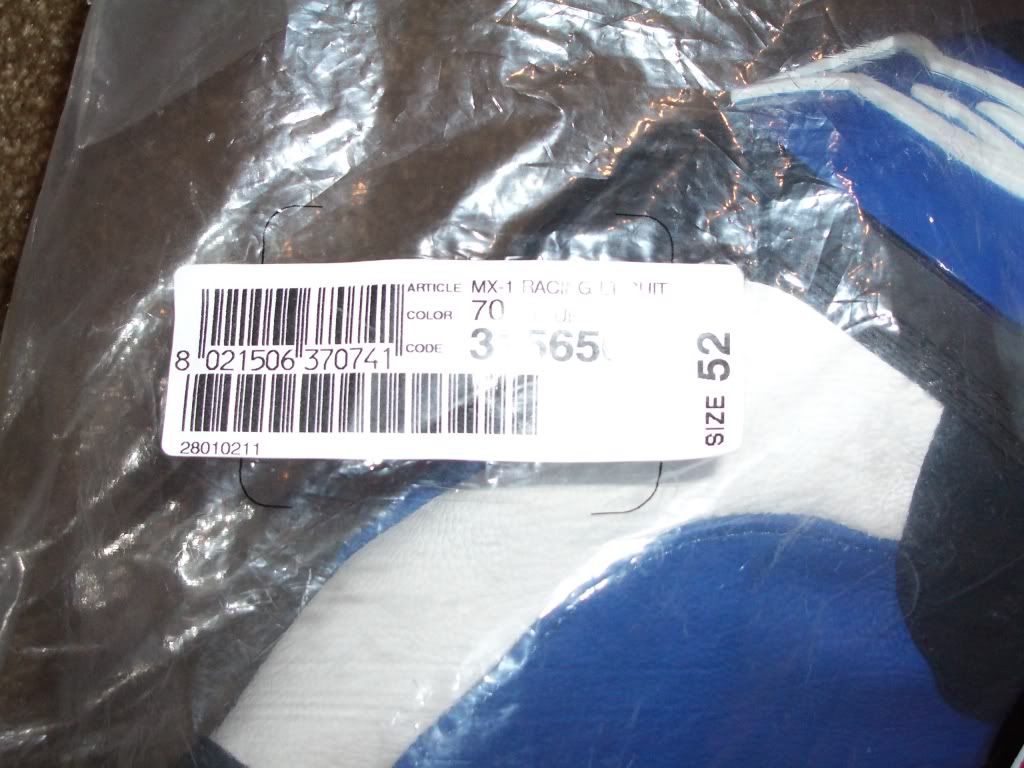 ARTICLE MX-1 RACING
COLOR 70
CODE
8 021506 370741
SIZE 52
28010211